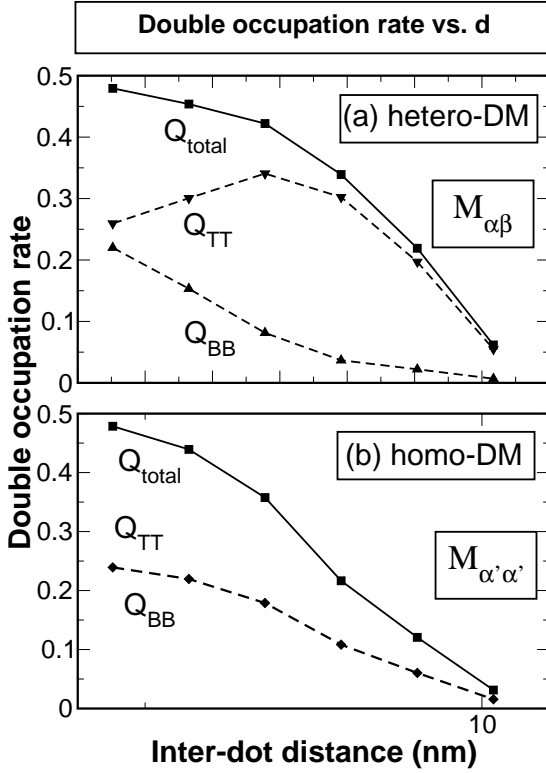 Double occupation rate vs. d
0.5
0.4
0.3
0.2
0.1
0
(a) hetero-DM
Q_total
M_αβ
Q_TT
Q_BB
Double occupation rate
0.5
0.4
0.3
0.2
0.1
0
(b) homo-DM
Q_total
Q_TT
M_α'α'
Q_BB
10
Inter-dot distance (nm)